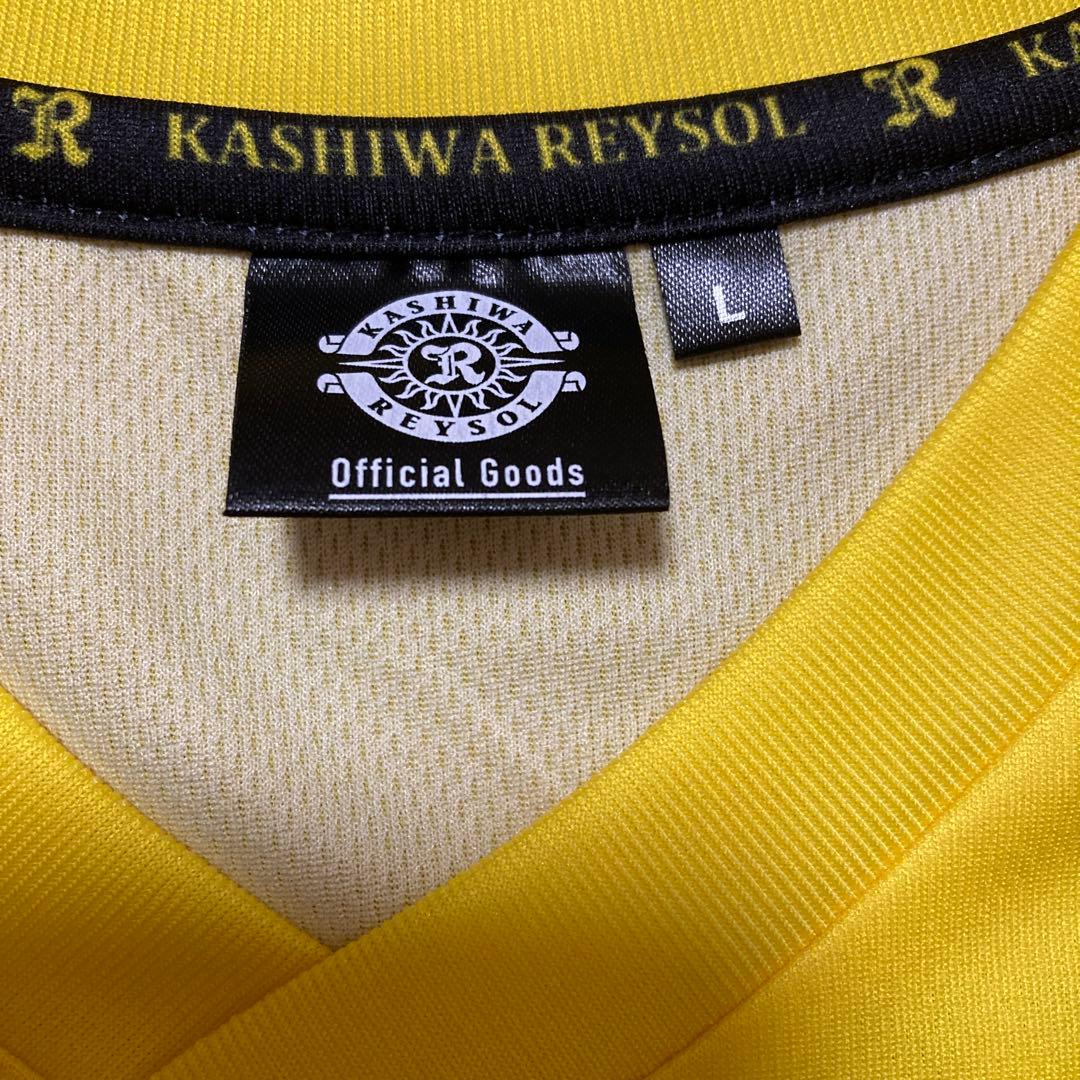 R KASHIWA REYSOL R KA
L
KASHIWA
R
REYSOL
Official Goods